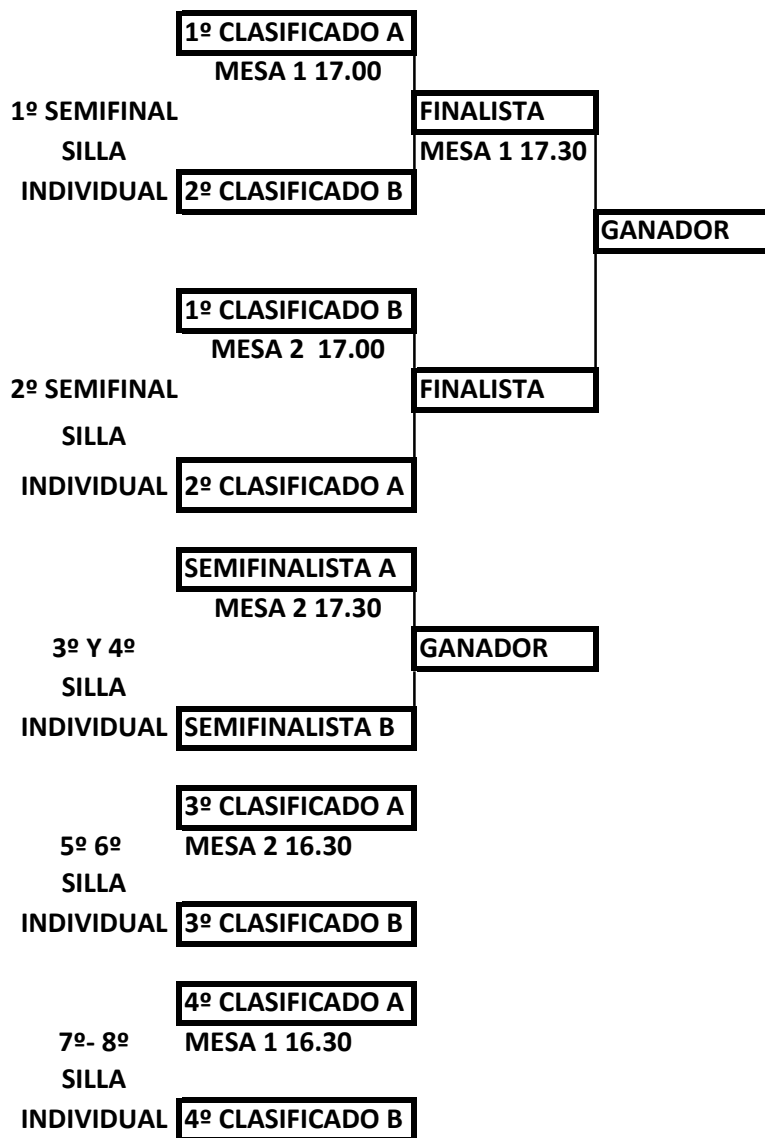 1º CLASIFICADO A
MESA 1 17.00
1º SEMIFINAL FINALISTA
SILLA MESA 1 17.30
INDIVIDUAL 2º CLASIFICADO B
GANADOR
1º CLASIFICADO B
MESA 2 17.00
2º SEMIFINAL FINALISTA
SILLA
INDIVIDUAL 2º CLASIFICADO A
SEMIFINALISTA A
MESA 2 17.30
3º Y 4º GANADOR
SILLA
INDIVIDUAL SEMIFINALISTA B
3º CLASIFICADO A
5º 6º MESA 2 16.30
SILLA
INDIVIDUAL 3º CLASIFICADO B
4º CLASIFICADO A
7º- 8º MESA 1 16.30
SILLA
INDIVIDUAL 4º CLASIFICADO B